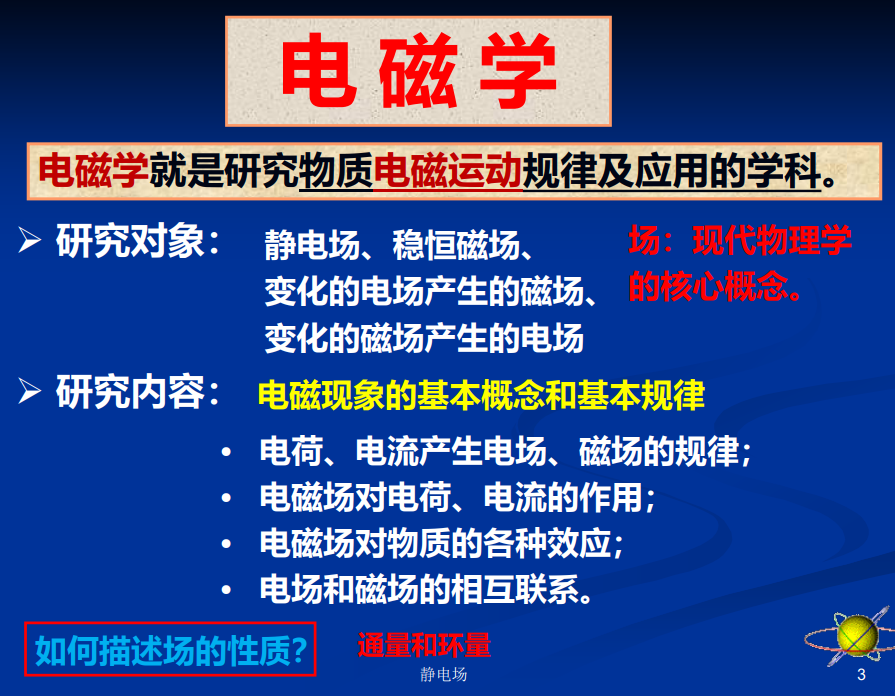 电磁学
电磁学就是研究物质电磁运动规律及应用的学科。
➢ 研究对象：
静电场、稳恒磁场、
变化的电场产生的磁场、
变化的磁场产生的电场
场：现代物理学
的核心概念。
➢ 研究内容：
电磁现象的基本概念和基本规律
• 电荷、电流产生电场、磁场的规律；
• 电磁场对电荷、电流的作用；
• 电磁场对物质的各种效应；
• 电场和磁场的相互联系。
如何描述场的性质？
通量和环量
静电场
3